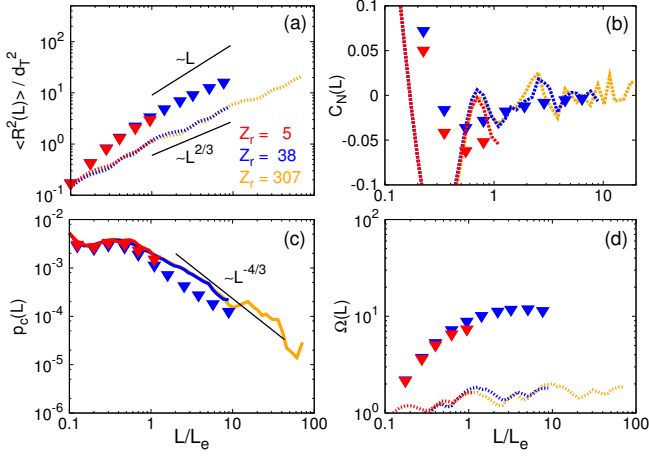 (a)
<R²(L)> / d_T²
10²
10¹
10⁰
10⁻¹
~L
~L^{2/3}
Z_r = 5
Z_r = 38
Z_r = 307
(b)
C_N(L)
0.1
0.05
0
-0.05
-0.1
0.1
1
10
(c)
p_c(L)
10⁻²
10⁻³
10⁻⁴
10⁻⁵
10⁻⁶
~L^{-4/3}
0.1
1
10
100
L/L_e
(d)
Ω(L)
10²
10¹
10⁰
0.1
1
10
100
L/L_e